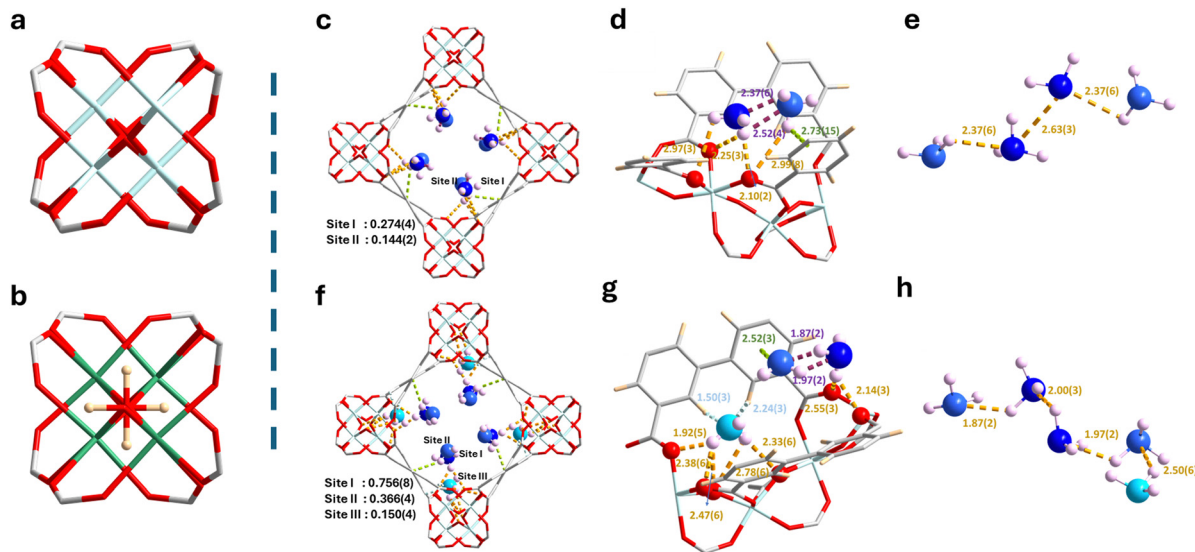 a
c
d
e
Site II
Site I
Site I : 0.274(4)
Site II : 0.144(2)
2.37(6)
2.52(4)
2.73(15)
2.97(3)
2.25(3)
2.99(8)
2.10(2)
2.37(6)
2.37(6)
2.63(3)
b
f
g
h
Site II
Site I
Site III
Site I : 0.756(8)
Site II : 0.366(4)
Site III : 0.150(4)
1.87(2)
2.52(3)
1.97(2)
2.14(3)
1.50(3)
2.24(3)
2.55(3)
1.92(5)
2.33(6)
2.38(6)
2.78(6)
2.47(6)
2.00(3)
1.87(2)
1.97(2)
2.50(6)